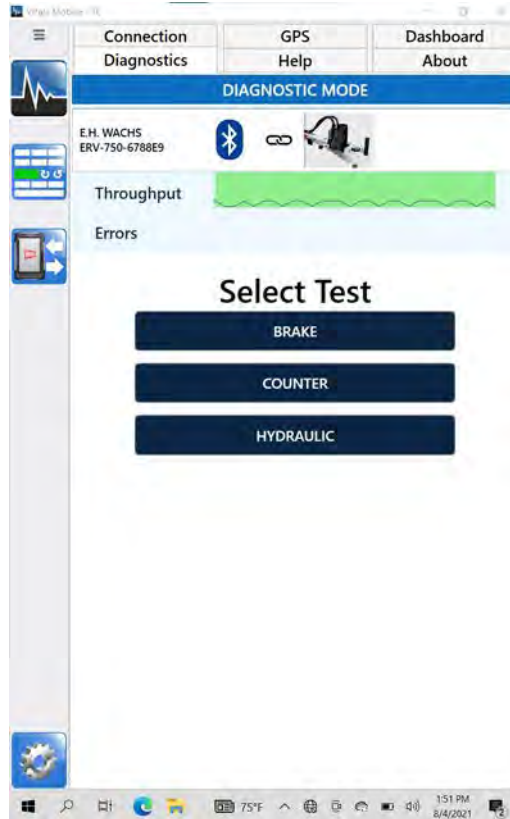 Connection GPS Dashboard
Diagnostics Help About
DIAGNOSTIC MODE
E.H. WACHS
ERV-750-6788E9
Throughput
Errors
Select Test
BRAKE
COUNTER
HYDRAULIC
75°F
1:51 PM
8/4/2021
2